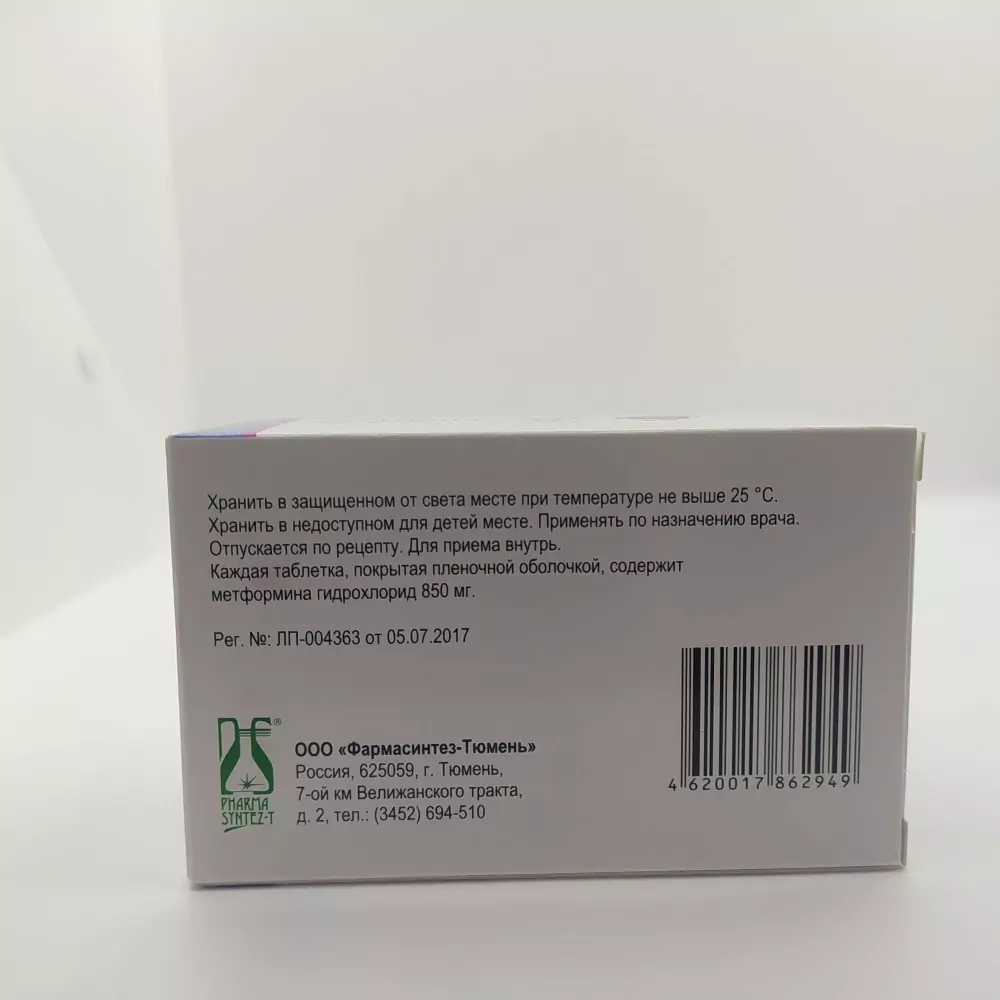 Хранить в защищенном от света месте при температуре не выше 25 °С.
Хранить в недоступном для детей месте. Применять по назначению врача.
Отпускается по рецепту. Для приема внутрь.
Каждая таблетка, покрытая пленочной оболочкой, содержит
метформина гидрохлорид 850 мг.
Рег. №: ЛП-004363 от 05.07.2017
®
PHARMA
SYNTEZ-T
ООО «Фармасинтез-Тюмень»
Россия, 625059, г. Тюмень,
7-ой км Велижанского тракта,
д. 2, тел.: (3452) 694-510
4 620017 862949